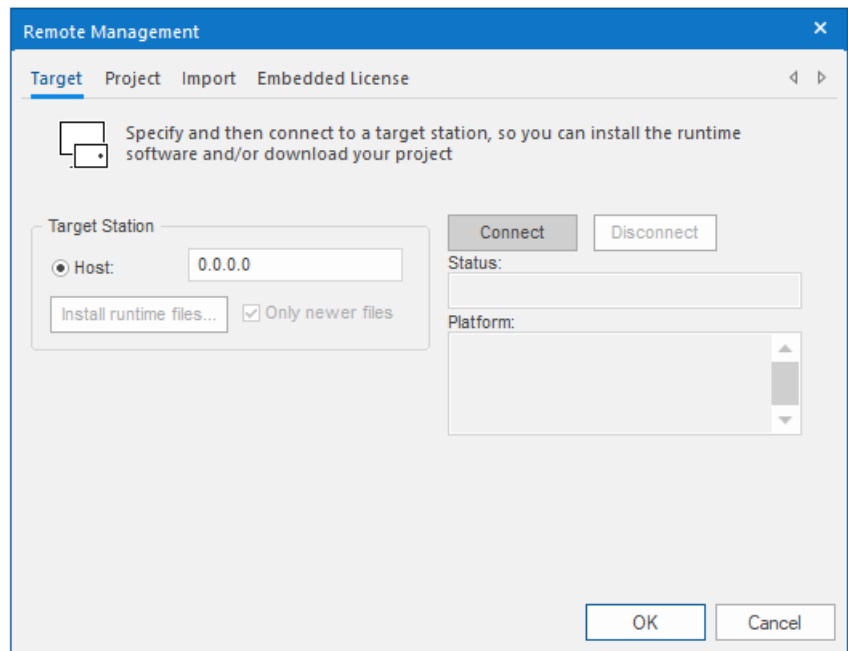 Remote Management
Target Project Import Embedded License
Specify and then connect to a target station, so you can install the runtime
software and/or download your project
Target Station
Host: 0.0.0.0
Install runtime files... Only newer files
Connect Disconnect
Status:
Platform:
OK Cancel